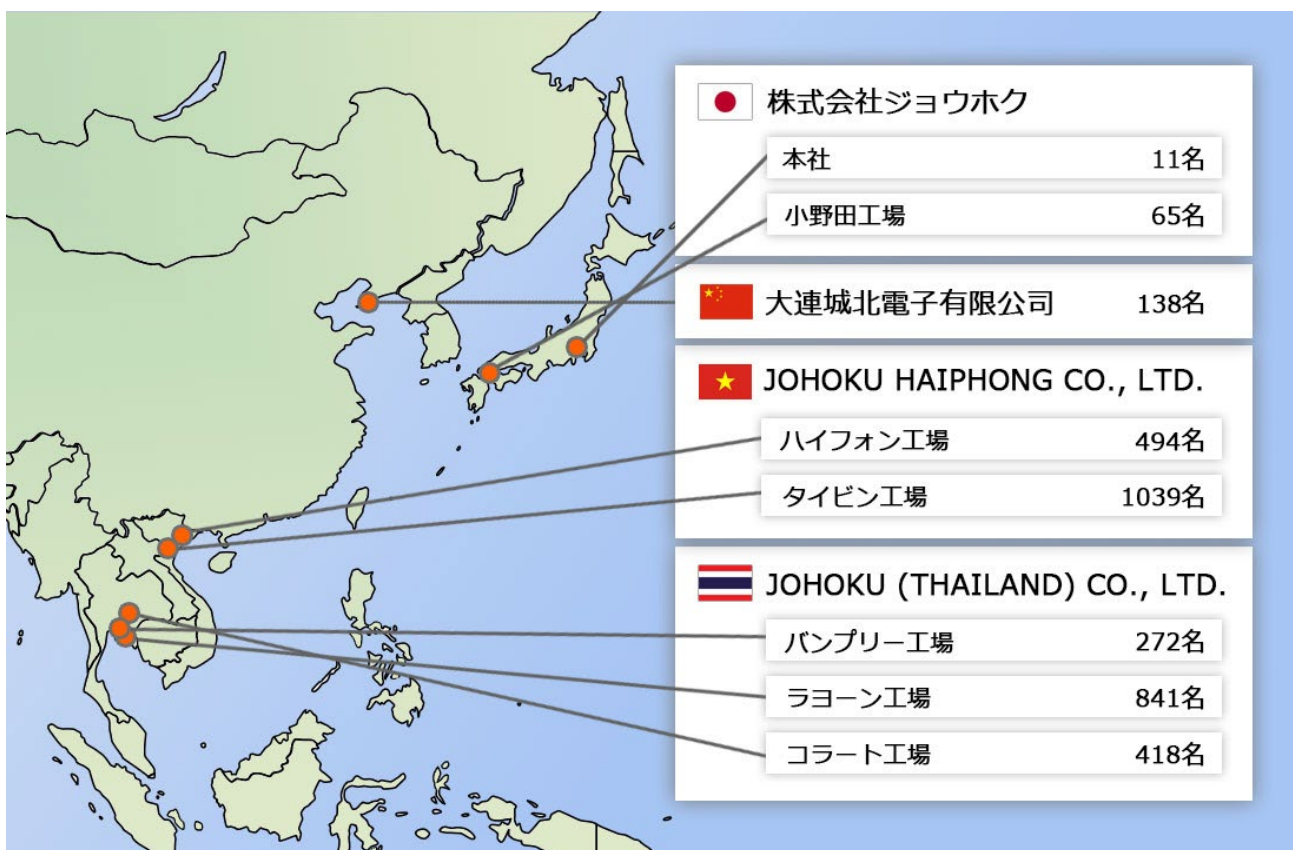 株式会社ジョウホク
本社 11名
小野田工場 65名
大連城北電子有限公司 138名
JOHOKU HAIPHONG CO., LTD.
ハイフォン工場 494名
タイビン工場 1039名
JOHOKU (THAILAND) CO., LTD.
バンプリー工場 272名
ラヨーン工場 841名
コラート工場 418名